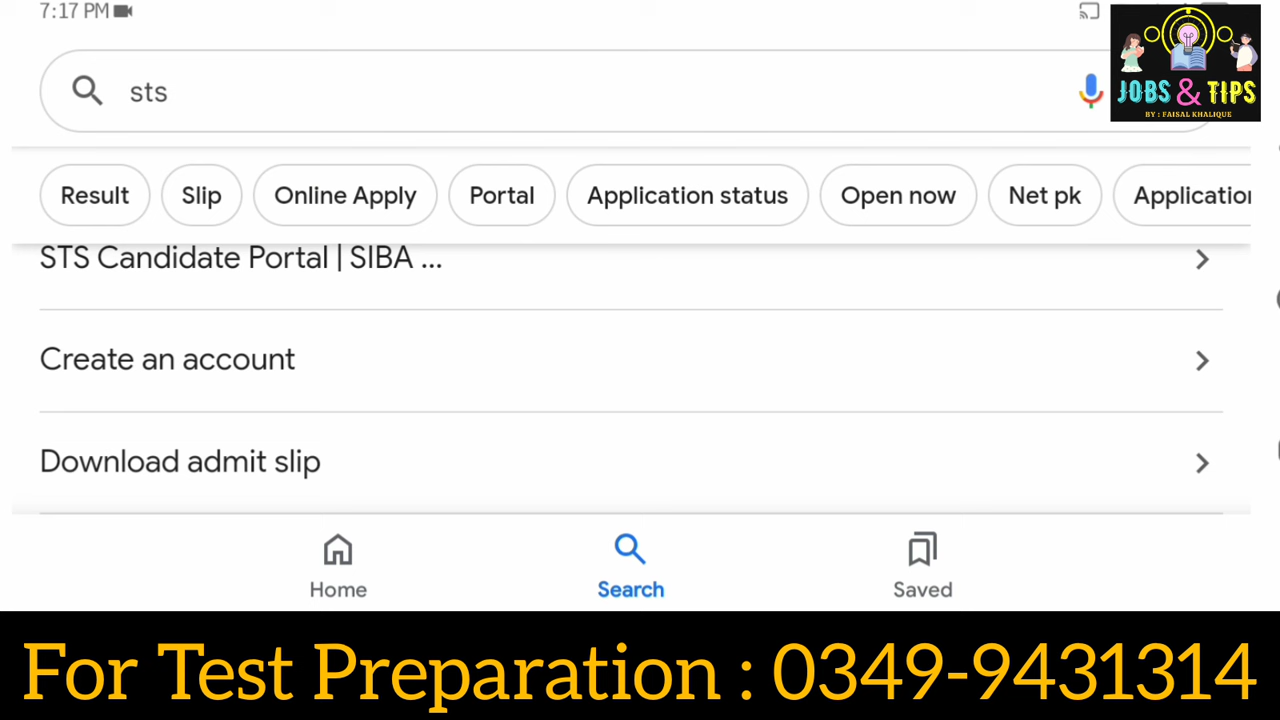 7:17 PM
sts
JOBS & TIPS
BY : FAISAL KHALIQUE
Result
Slip
Online Apply
Portal
Application status
Open now
Net pk
Application
STS Candidate Portal | SIBA ...
Create an account
Download admit slip
Home
Search
Saved
For Test Preparation : 0349-9431314